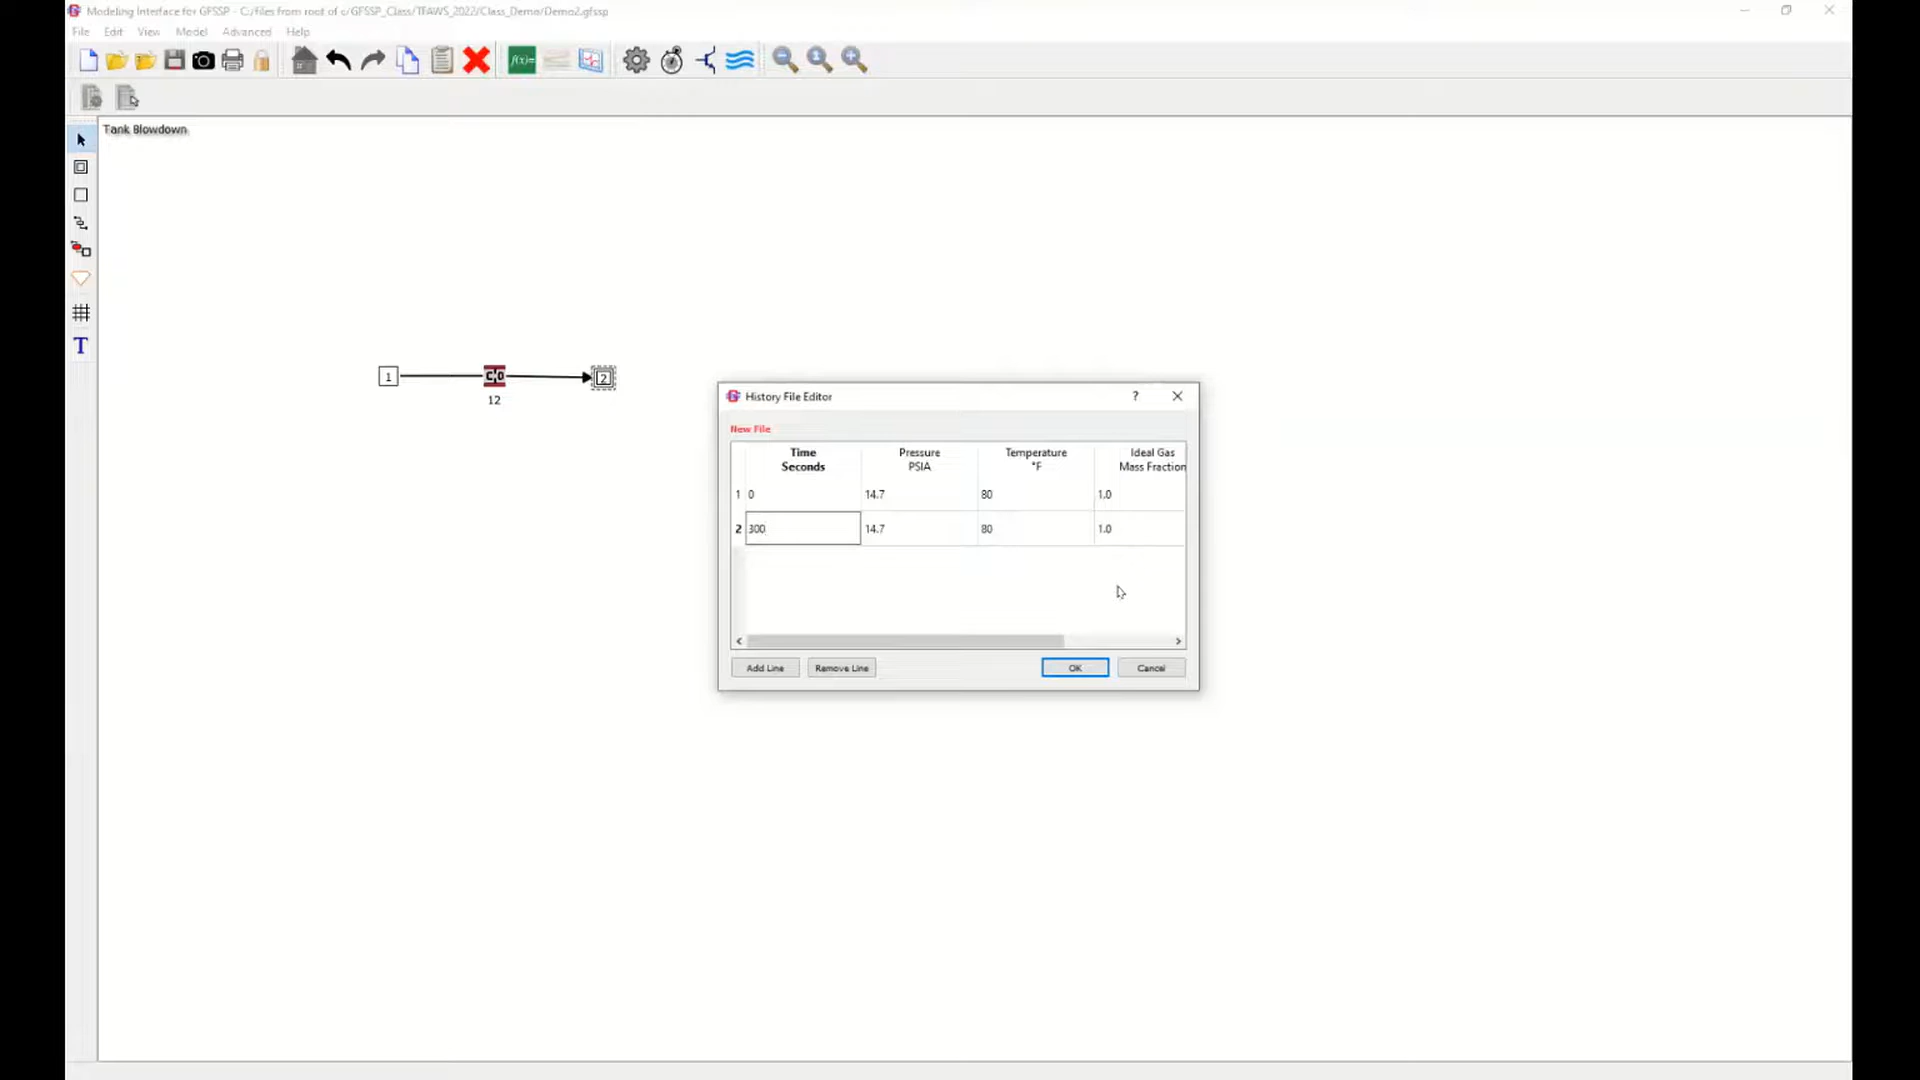 Modeling Interface for GFSSP - C:/files from root of c/GFSSP_Class/TFAWS_2022/Class_Demo/Demo2.gfssp
File Edit View Model Advanced Help
f(x)=
Tank Blowdown
T
1
2
12
History File Editor ?
New File
Time Pressure Temperature Ideal Gas
Seconds PSIA °F Mass Fraction
1 0 14.7 80 1.0
2 300 14.7 80 1.0
Add Line Remove Line OK Cancel